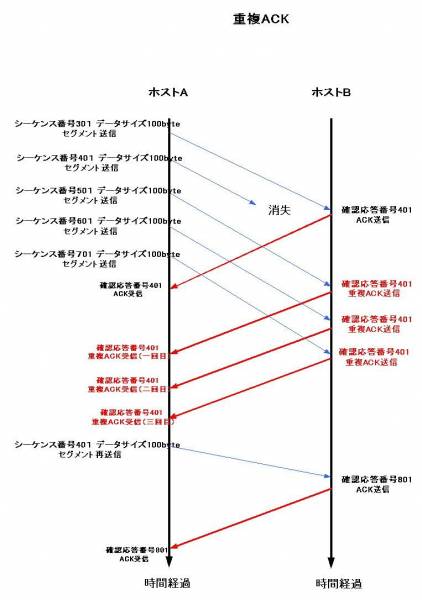 重複ACK
ホストA
ホストB
シーケンス番号301 データサイズ100byte
セグメント送信
シーケンス番号401 データサイズ100byte
セグメント送信
シーケンス番号501 データサイズ100byte
セグメント送信
消失
確認応答番号401
ACK送信
シーケンス番号601 データサイズ100byte
セグメント送信
シーケンス番号701 データサイズ100byte
セグメント送信
確認応答番号401
ACK受信
確認応答番号401
重複ACK送信
確認応答番号401
重複ACK送信
確認応答番号401
重複ACK受信(一回目)
確認応答番号401
重複ACK送信
確認応答番号401
重複ACK受信(二回目)
確認応答番号401
重複ACK受信(三回目)
シーケンス番号401 データサイズ100byte
セグメント再送信
確認応答番号801
ACK送信
確認応答番号801
ACK受信
時間経過
時間経過